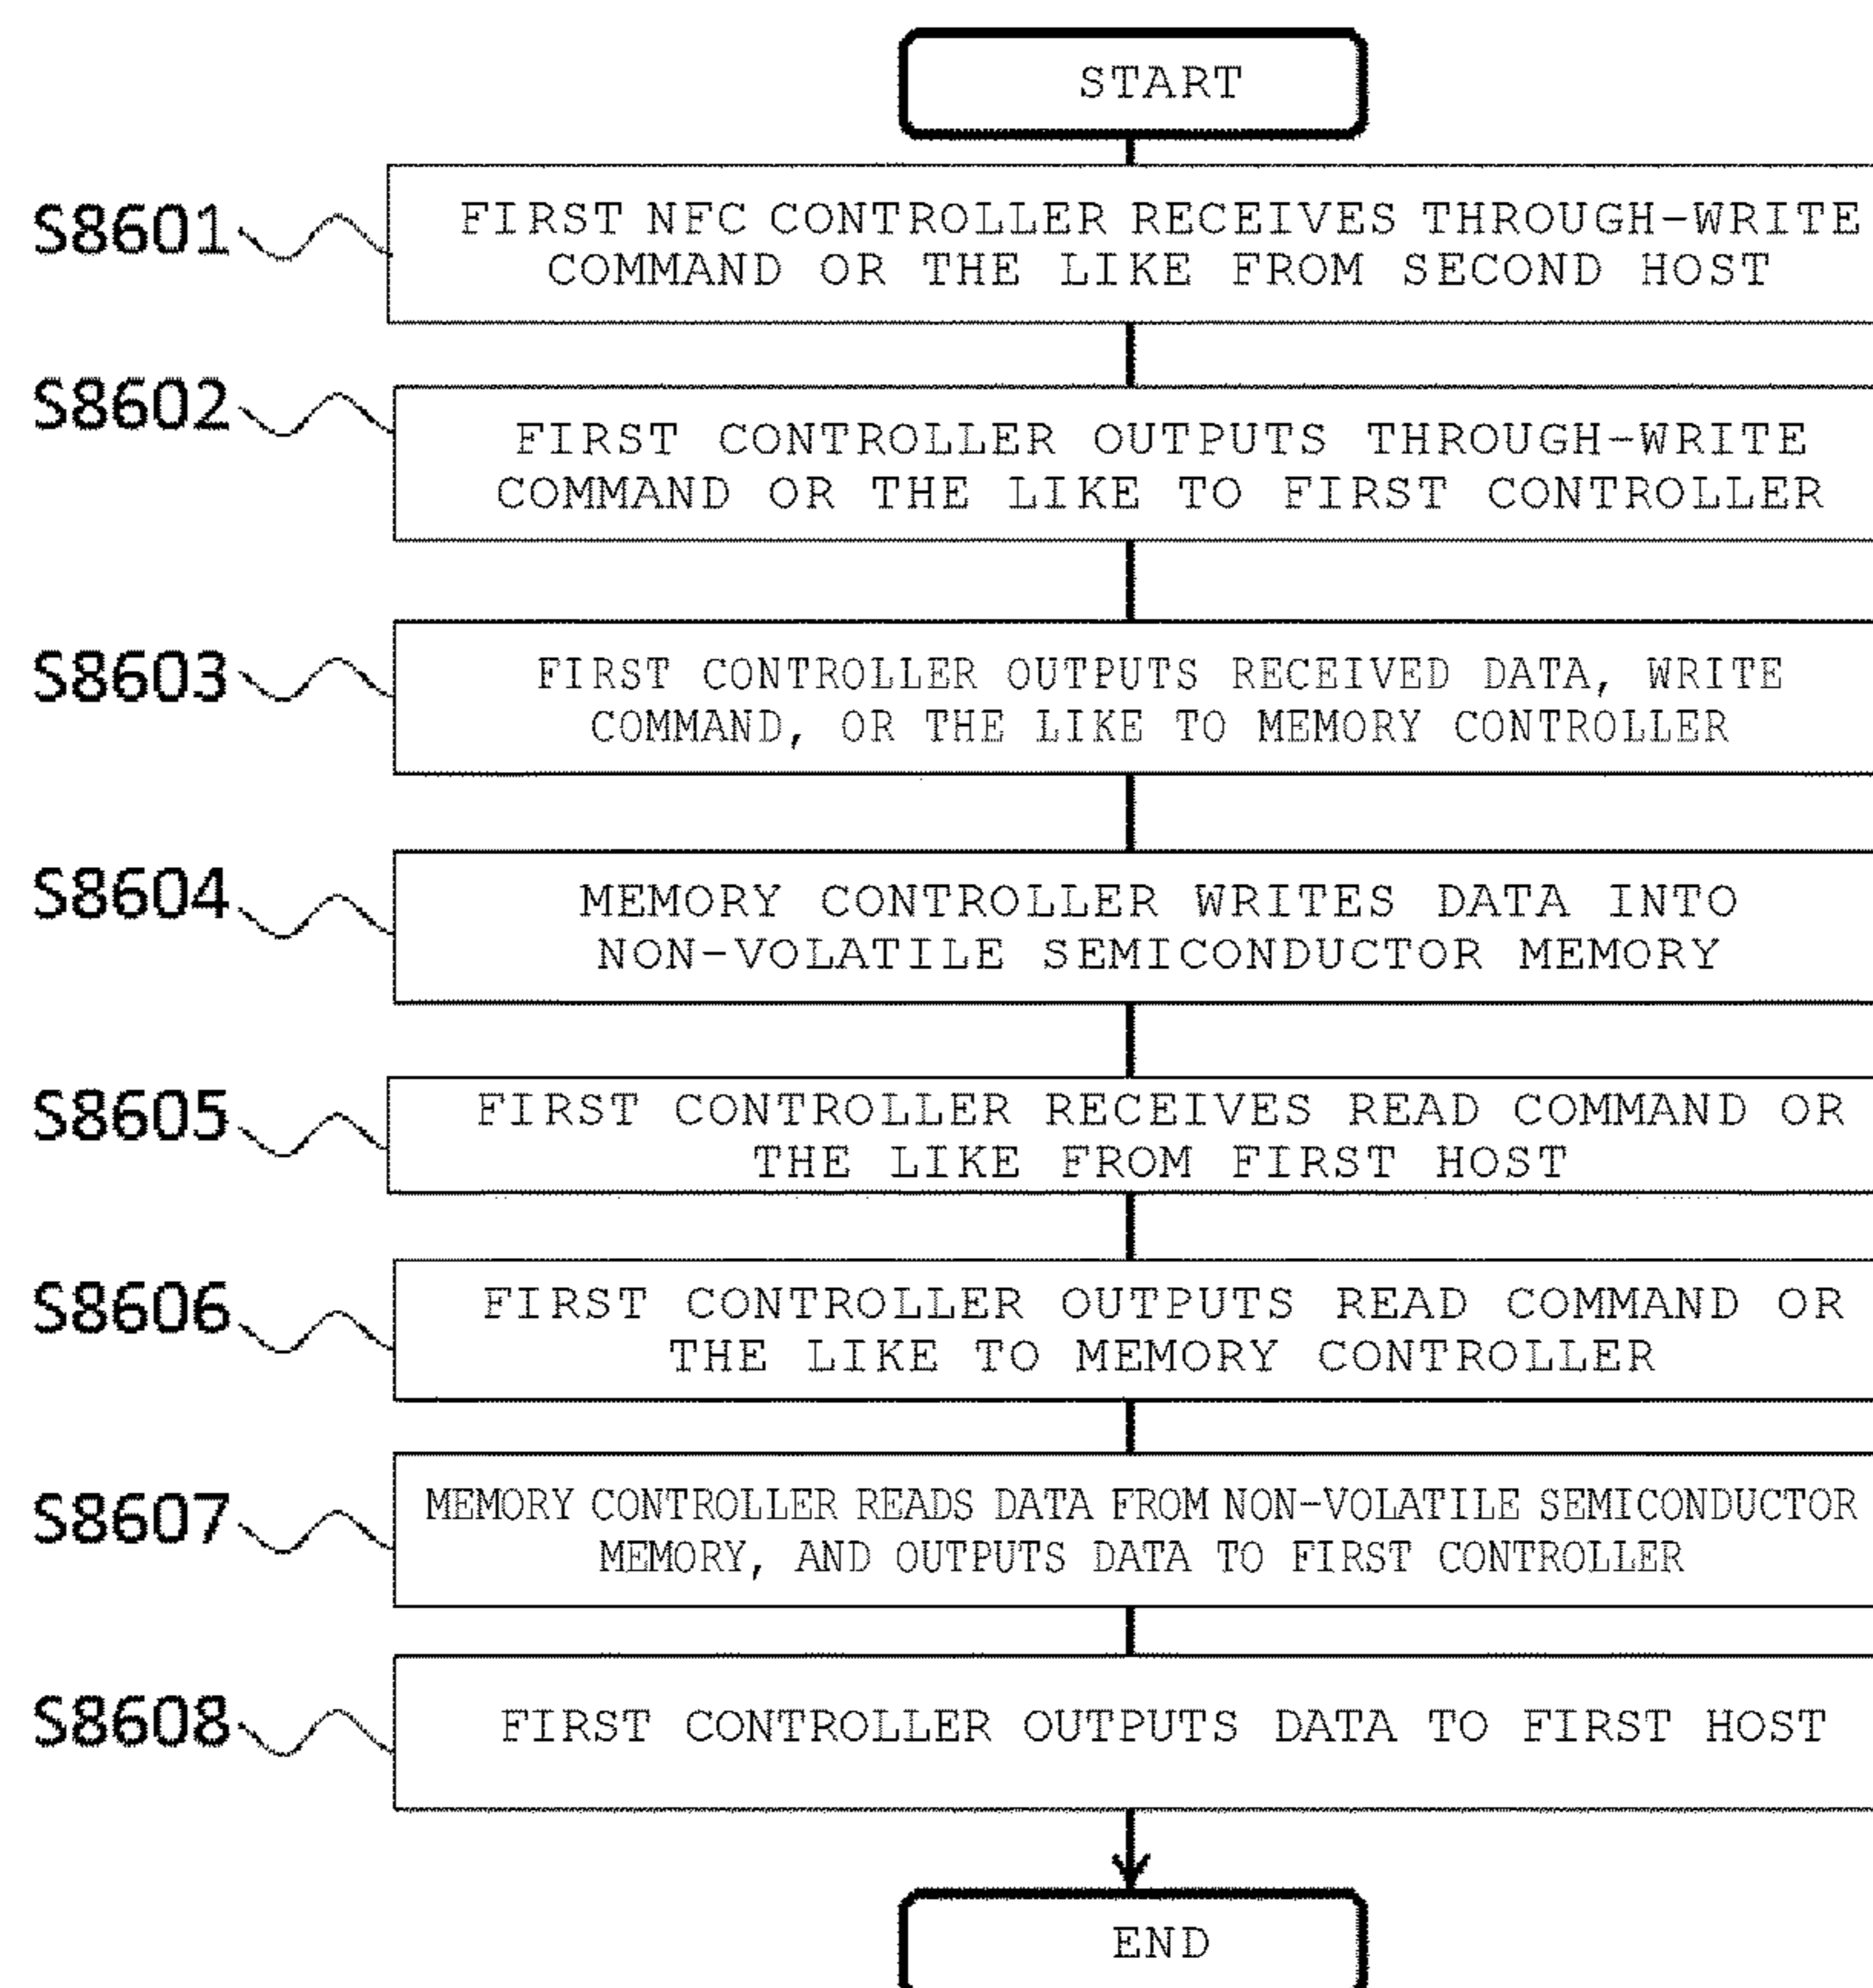 START
S8601
FIRST NFC CONTROLLER RECEIVES THROUGH-WRITE
COMMAND OR THE LIKE FROM SECOND HOST
S8602
FIRST CONTROLLER OUTPUTS THROUGH-WRITE
COMMAND OR THE LIKE TO FIRST CONTROLLER
S8603
FIRST CONTROLLER OUTPUTS RECEIVED DATA, WRITE
COMMAND, OR THE LIKE TO MEMORY CONTROLLER
S8604
MEMORY CONTROLLER WRITES DATA INTO
NON-VOLATILE SEMICONDUCTOR MEMORY
S8605
FIRST CONTROLLER RECEIVES READ COMMAND OR
THE LIKE FROM FIRST HOST
S8606
FIRST CONTROLLER OUTPUTS READ COMMAND OR
THE LIKE TO MEMORY CONTROLLER
S8607
MEMORY CONTROLLER READS DATA FROM NON-VOLATILE SEMICONDUCTOR
MEMORY, AND OUTPUTS DATA TO FIRST CONTROLLER
S8608
FIRST CONTROLLER OUTPUTS DATA TO FIRST HOST
END